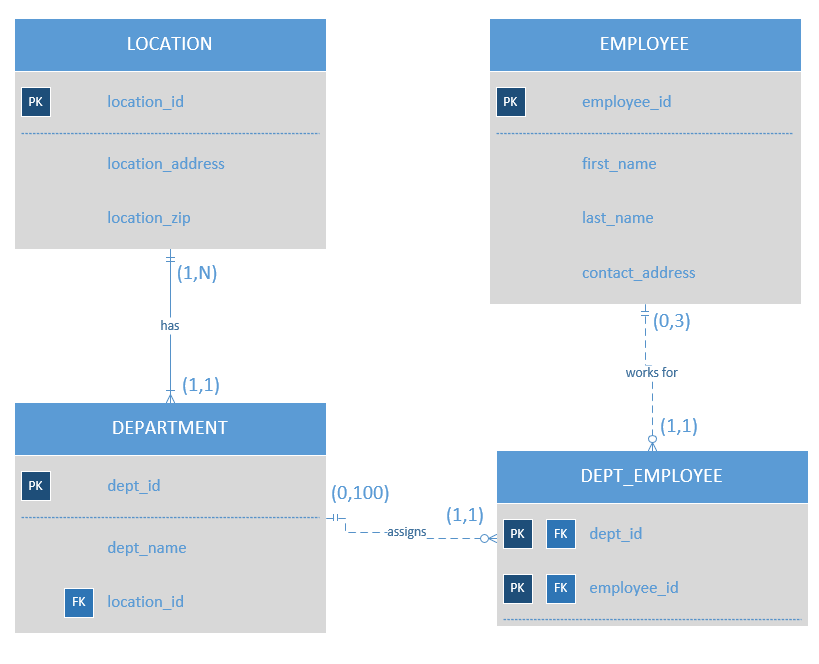 LOCATION
PK location_id
location_address
location_zip
(1,N)
has
(1,1)
DEPARTMENT
PK dept_id
dept_name
FK location_id
EMPLOYEE
PK employee_id
first_name
last_name
contact_address
(0,3)
works for
(1,1)
(0,100)
assigns
(1,1)
DEPT_EMPLOYEE
PK FK dept_id
PK FK employee_id